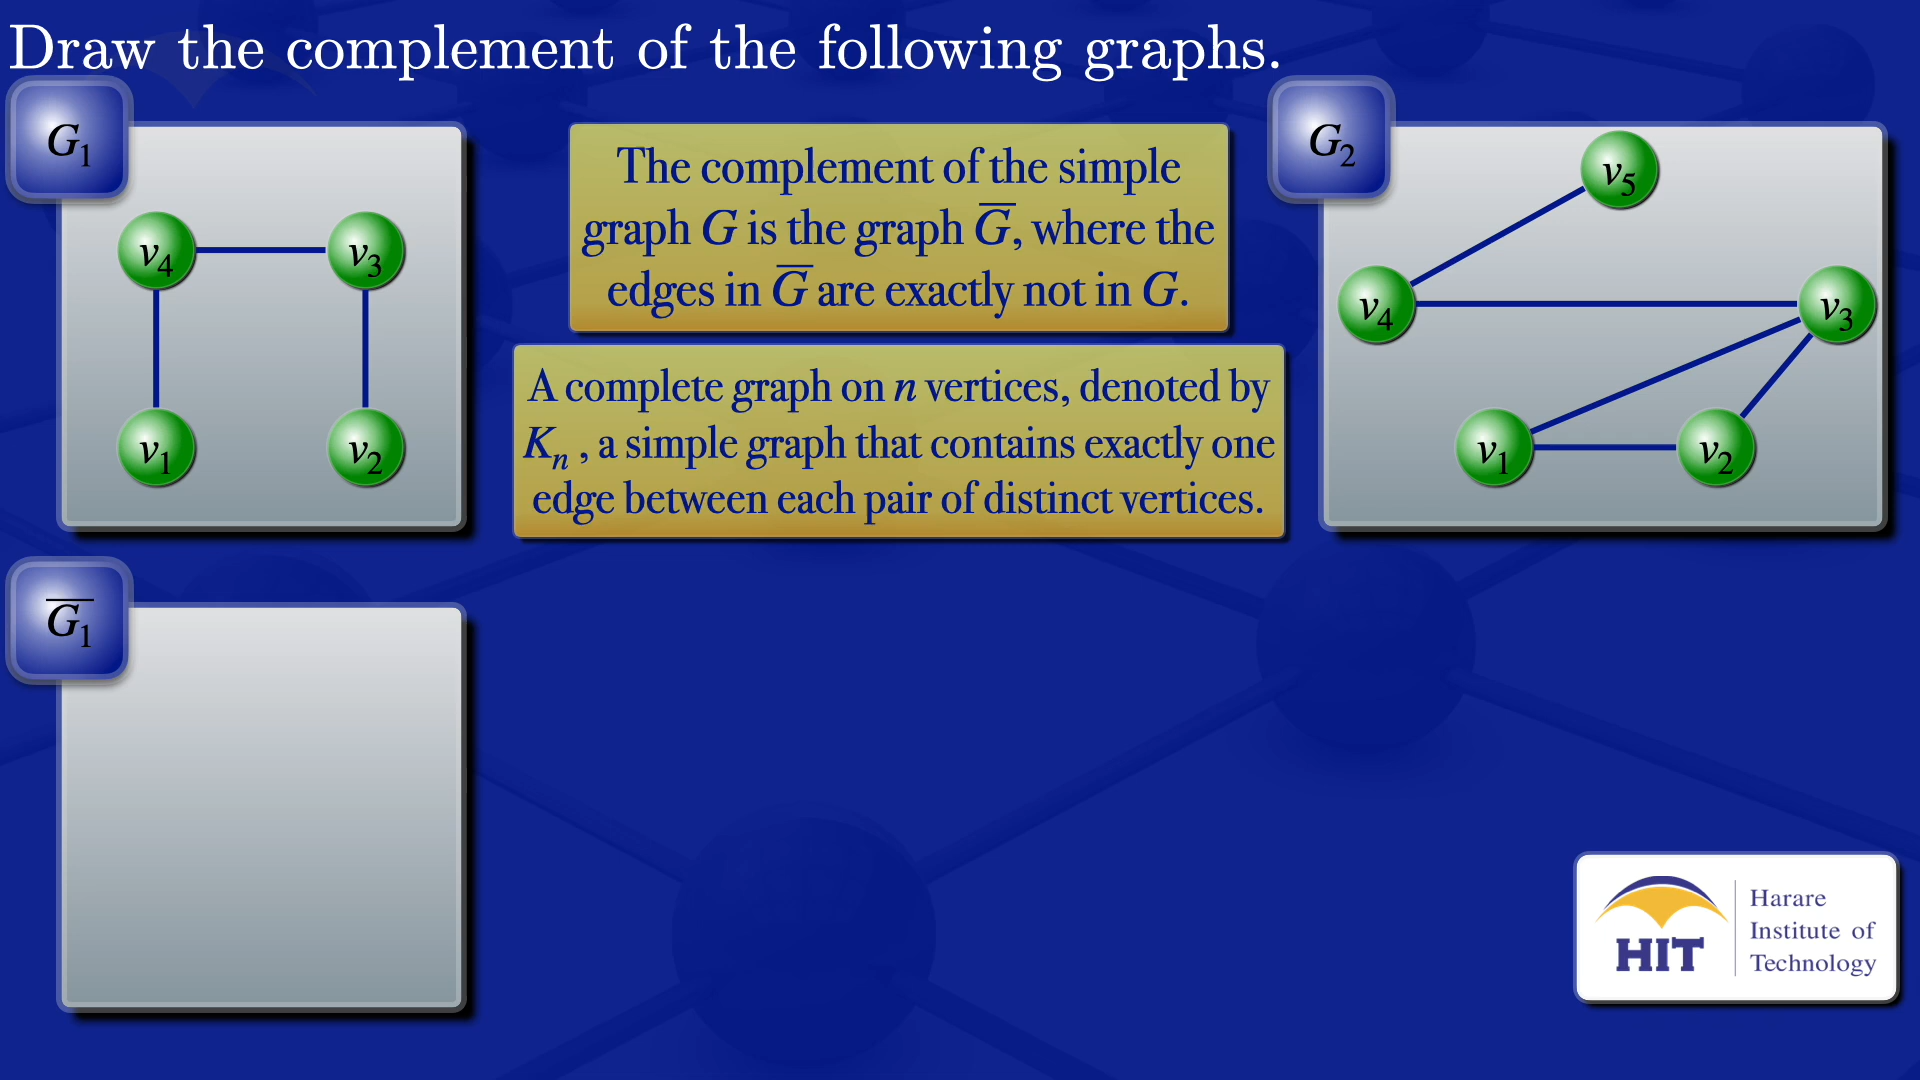 Draw the complement of the following graphs.
G₁
v₄
v₃
v₁
v₂
The complement of the simple
graph G is the graph G̅, where the
edges in G̅ are exactly not in G.
A complete graph on n vertices, denoted by
Kₙ , a simple graph that contains exactly one
edge between each pair of distinct vertices.
G₂
v₅
v₄
v₃
v₁
v₂
G̅₁
HIT
Harare
Institute of
Technology